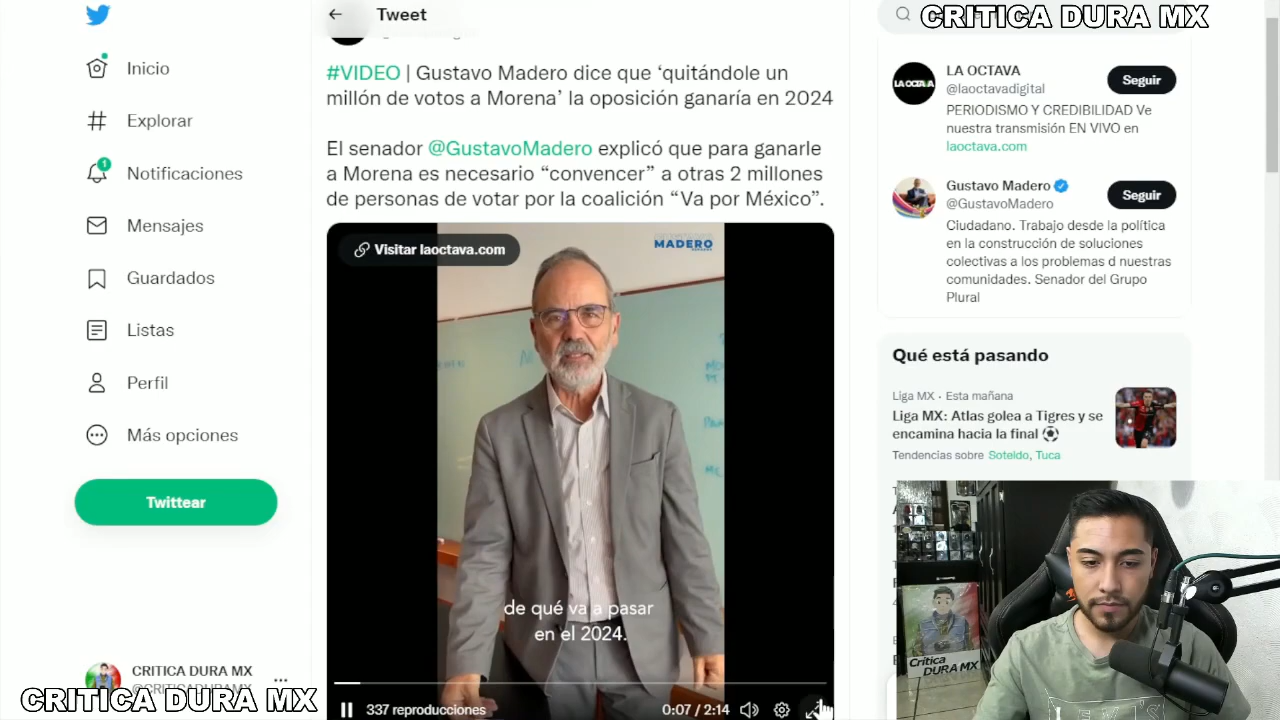 Tweet
CRITICA DURA MX
Inicio
Explorar
Notificaciones
1
Mensajes
Guardados
Listas
Perfil
Más opciones
Twittear
CRITICA DURA MX
CRITICA DURA MX
#VIDEO | Gustavo Madero dice que ‘quitándole un
millón de votos a Morena’ la oposición ganaría en 2024
El senador @GustavoMadero explicó que para ganarle
a Morena es necesario “convencer” a otras 2 millones
de personas de votar por la coalición “Va por México”.
Visitar laoctava.com
MADERO
de qué va a pasar
en el 2024.
337 reproducciones
0:07 / 2:14
LA OCTAVA
LA OCTAVA
@laoctavadigital
Seguir
PERIODISMO Y CREDIBILIDAD Ve
nuestra transmisión EN VIVO en
laoctava.com
Gustavo Madero
@GustavoMadero
Seguir
Ciudadano. Trabajo desde la política
en la construcción de soluciones
colectivas a los problemas d nuestras
comunidades. Senador del Grupo
Plural
Qué está pasando
Liga MX · Esta mañana
Liga MX: Atlas golea a Tigres y se
encamina hacia la final
Tendencias sobre Soteldo, Tuca
Crítica
DURA MX